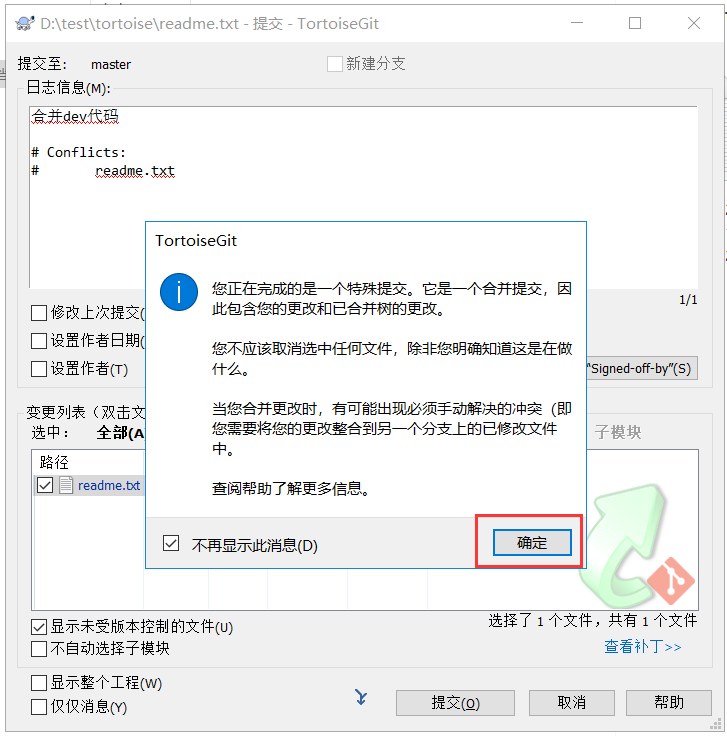 D:\test\tortoise\readme.txt - 提交 - TortoiseGit
提交至: master
新建分支
日志信息(M):
合并dev代码
# Conflicts:
# readme.txt
1/1
修改上次提交(
设置作者日期(
设置作者(T)
"Signed-off-by"(S)
TortoiseGit
您正在完成的是一个特殊提交。它是一个合并提交，因
此包含您的更改和已合并树的更改。
您不应该取消选中任何文件，除非您明确知道这是在做
什么。
当您合并更改时，有可能出现必须手动解决的冲突（即
您需要将您的更改整合到另一个分支上的已修改文件
中。
查阅帮助了解更多信息。
不再显示此消息(D)
确定
变更列表（双击文
选中： 全部(A
子模块
路径
readme.txt
显示未受版本控制的文件(U)
选择了 1 个文件，共有 1 个文件
不自动选择子模块
查看补丁>>
显示整个工程(W)
仅仅消息(Y)
提交(O)
取消
帮助